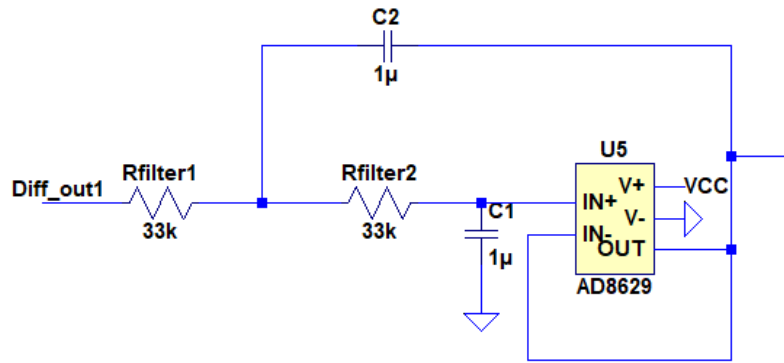 C2
1µ
Rfilter1
Rfilter2
U5
Diff_out1
33k
33k
C1
1µ
V+
VCC
IN+
V-
IN-
OUT
AD8629